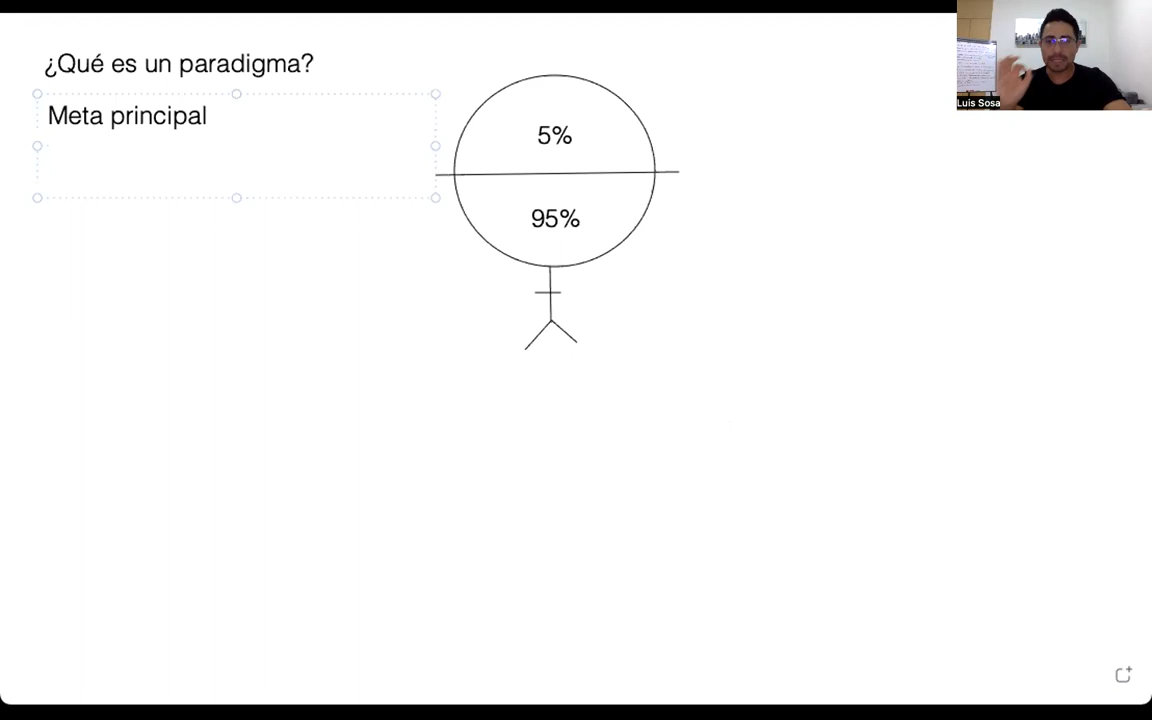 ¿Qué es un paradigma?
Meta principal
5%
95%
Luis Sosa